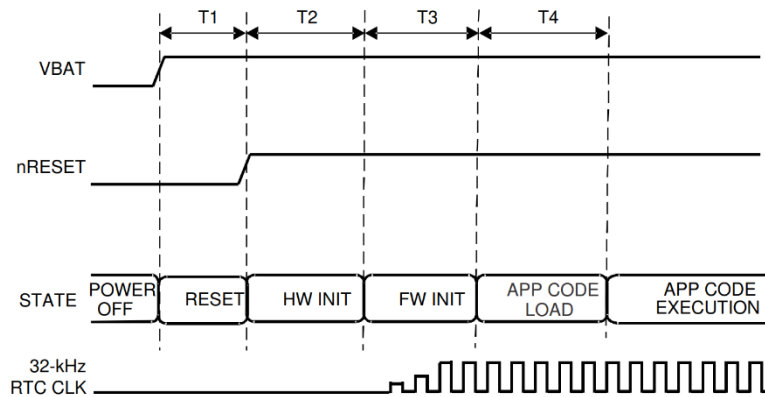 T1 T2 T3 T4
VBAT
nRESET
STATE
POWER
OFF
RESET
HW INIT
FW INIT
APP CODE
LOAD
APP CODE
EXECUTION
32-kHz
RTC CLK